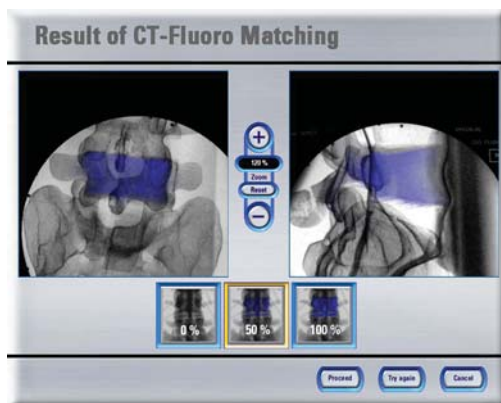 Result of CT-Fluoro Matching
120 %
Zoom
Reset
0 %
50 %
100 %
Proceed
Try again
Cancel